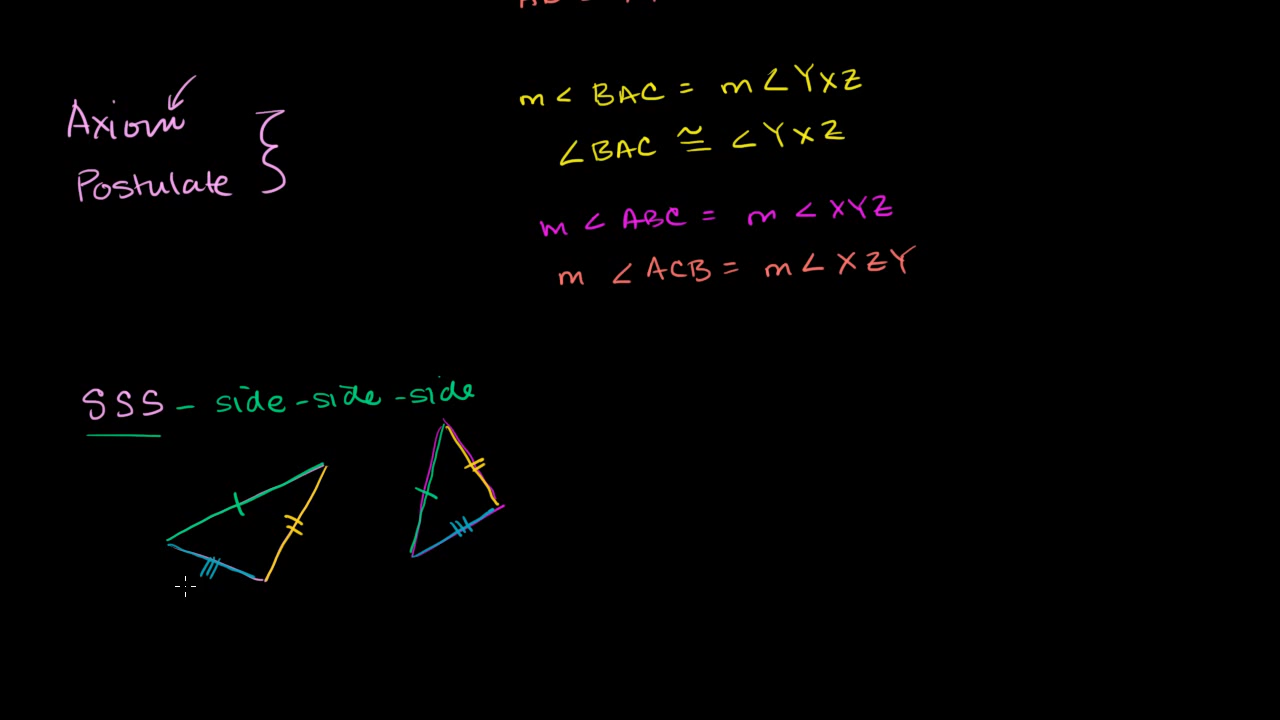 Axiom
Postulate
m∠BAC = m∠YXZ
∠BAC ≅ ∠YXZ
m∠ABC = m∠XYZ
m∠ACB = m∠XZY
SSS - side-side-side